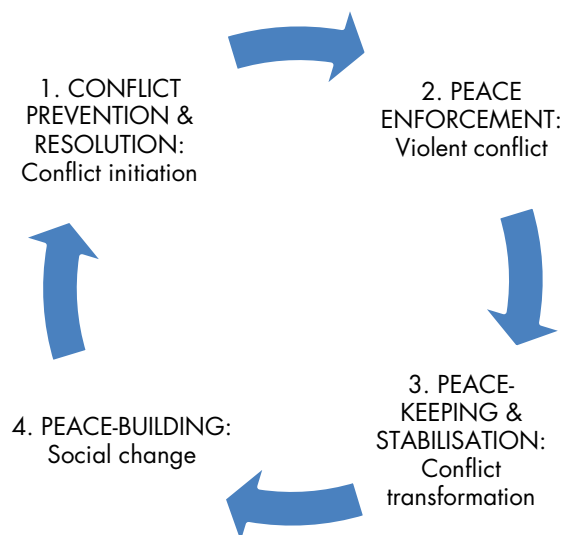 1. CONFLICT
PREVENTION &
RESOLUTION:
Conflict initiation
2. PEACE
ENFORCEMENT:
Violent conflict
3. PEACE-
KEEPING &
STABILISATION:
Conflict
transformation
4. PEACE-BUILDING:
Social change